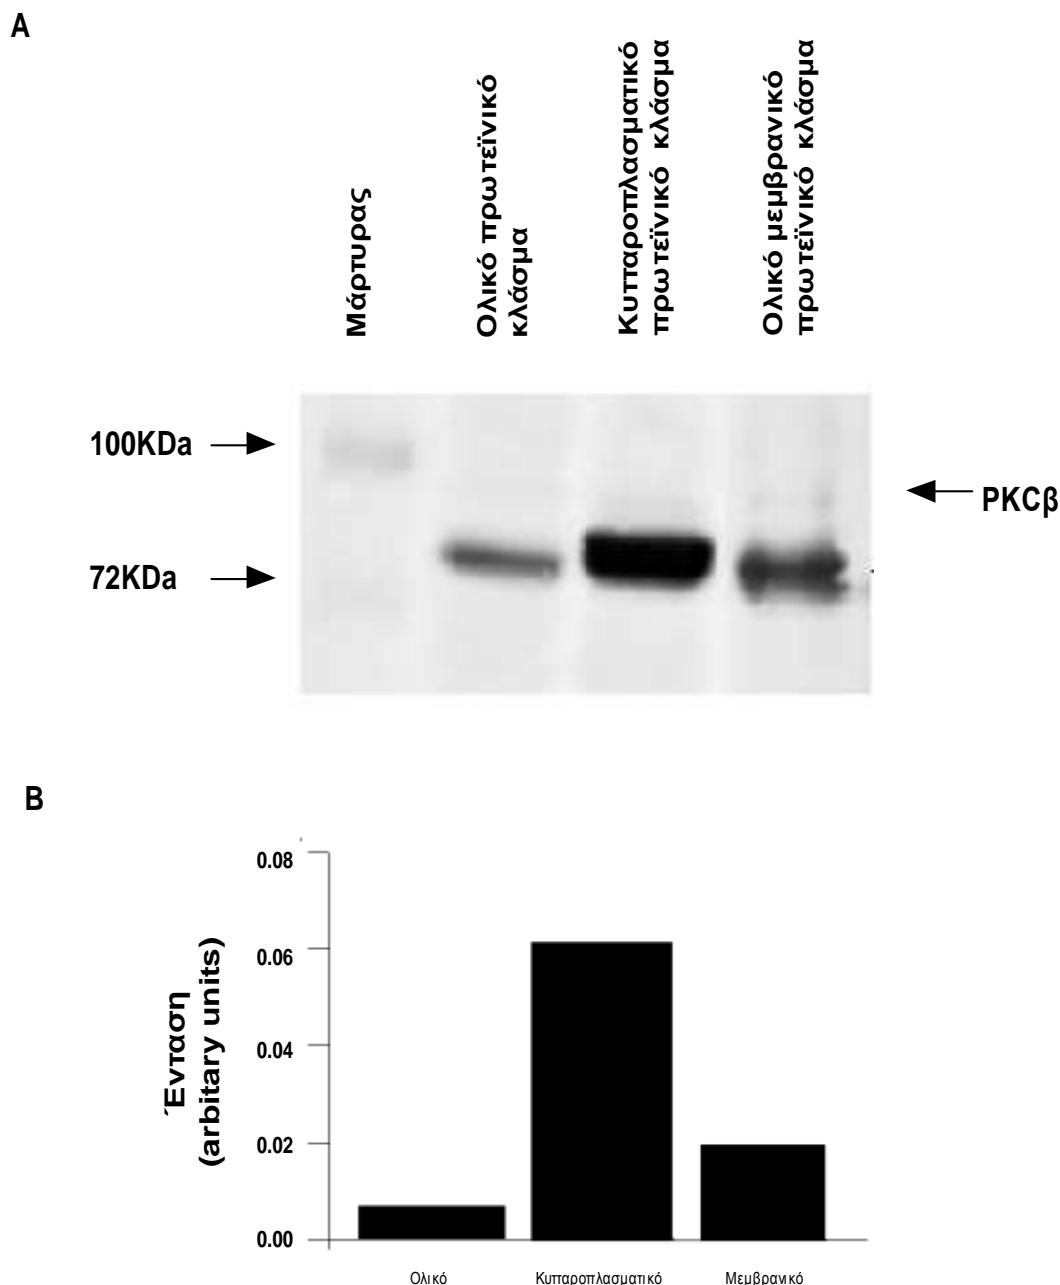 A
Μάρτυρας
Ολικό πρωτεϊνικό
κλάσμα
Κυτταροπλασματικό
πρωτεϊνικό κλάσμα
Ολικό μεμβρανικό
πρωτεϊνικό κλάσμα
100KDa
PKCβ
72KDa
B
0.08
0.06
0.04
0.02
0.00
Ένταση
(arbitary units)
Ολικό
Κυτταροπλασματικό
Μεμβρανικό